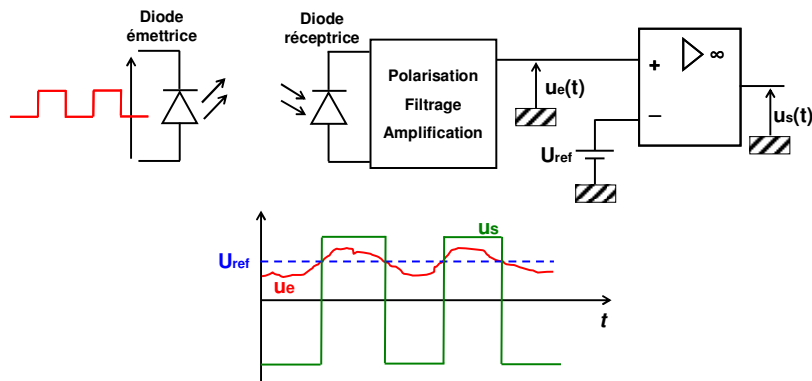 Diode
émettrice
Diode
réceptrice
Polarisation
Filtrage
Amplification
ue(t)
+
∞
−
Uref
us(t)
us
Uref
ue
t